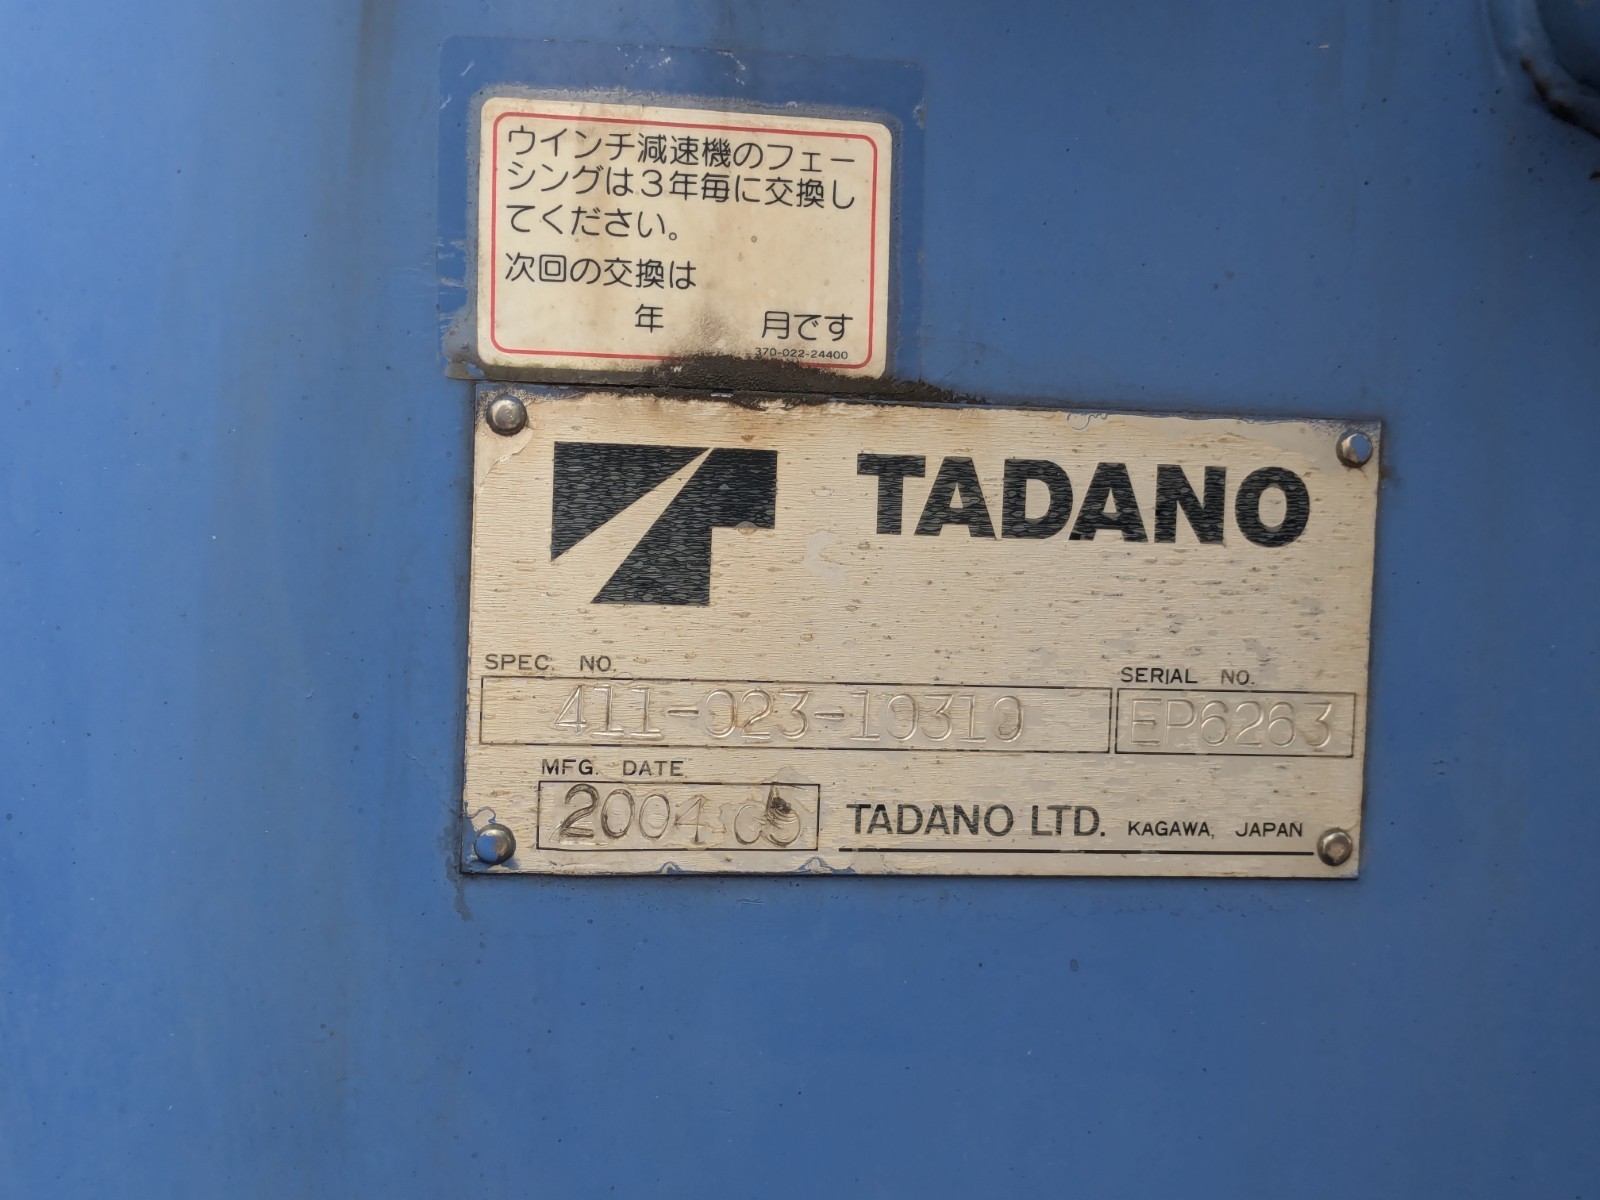 ウインチ減速機のフェー
シングは3年毎に交換し
てください。
次回の交換は
年 月です
370-022-24400
TADANO
SPEC. NO.
411-023-10310
SERIAL NO.
EP6263
MFG. DATE
2004 05
TADANO LTD. KAGAWA, JAPAN